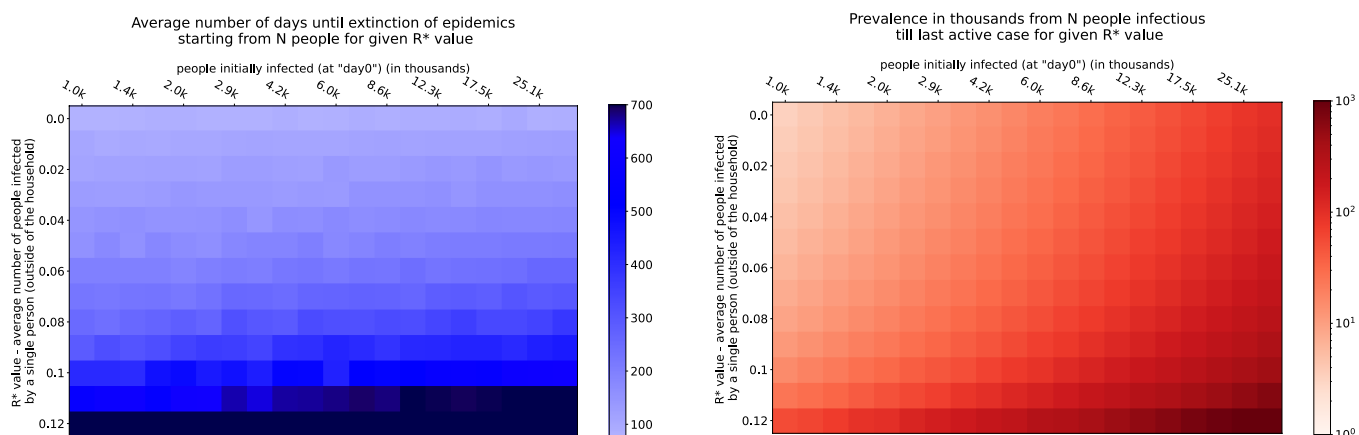 Average number of days until extinction of epidemics
starting from N people for given R* value
people initially infected (at "day0") (in thousands)
1.0k 1.4k 2.0k 2.9k 4.2k 6.0k 8.6k 12.3k 17.5k 25.1k
R* value - average number of people infected
by a single person (outside of the household)
0.0
0.02
0.04
0.06
0.08
0.1
0.12
700
600
500
400
300
200
100
Prevalence in thousands from N people infectious
till last active case for given R* value
people initially infected (at "day0") (in thousands)
1.0k 1.4k 2.0k 2.9k 4.2k 6.0k 8.6k 12.3k 17.5k 25.1k
R* value - average number of people infected
by a single person (outside of the household)
0.0
0.02
0.04
0.06
0.08
0.1
0.12
10³
10²
10¹
10⁰